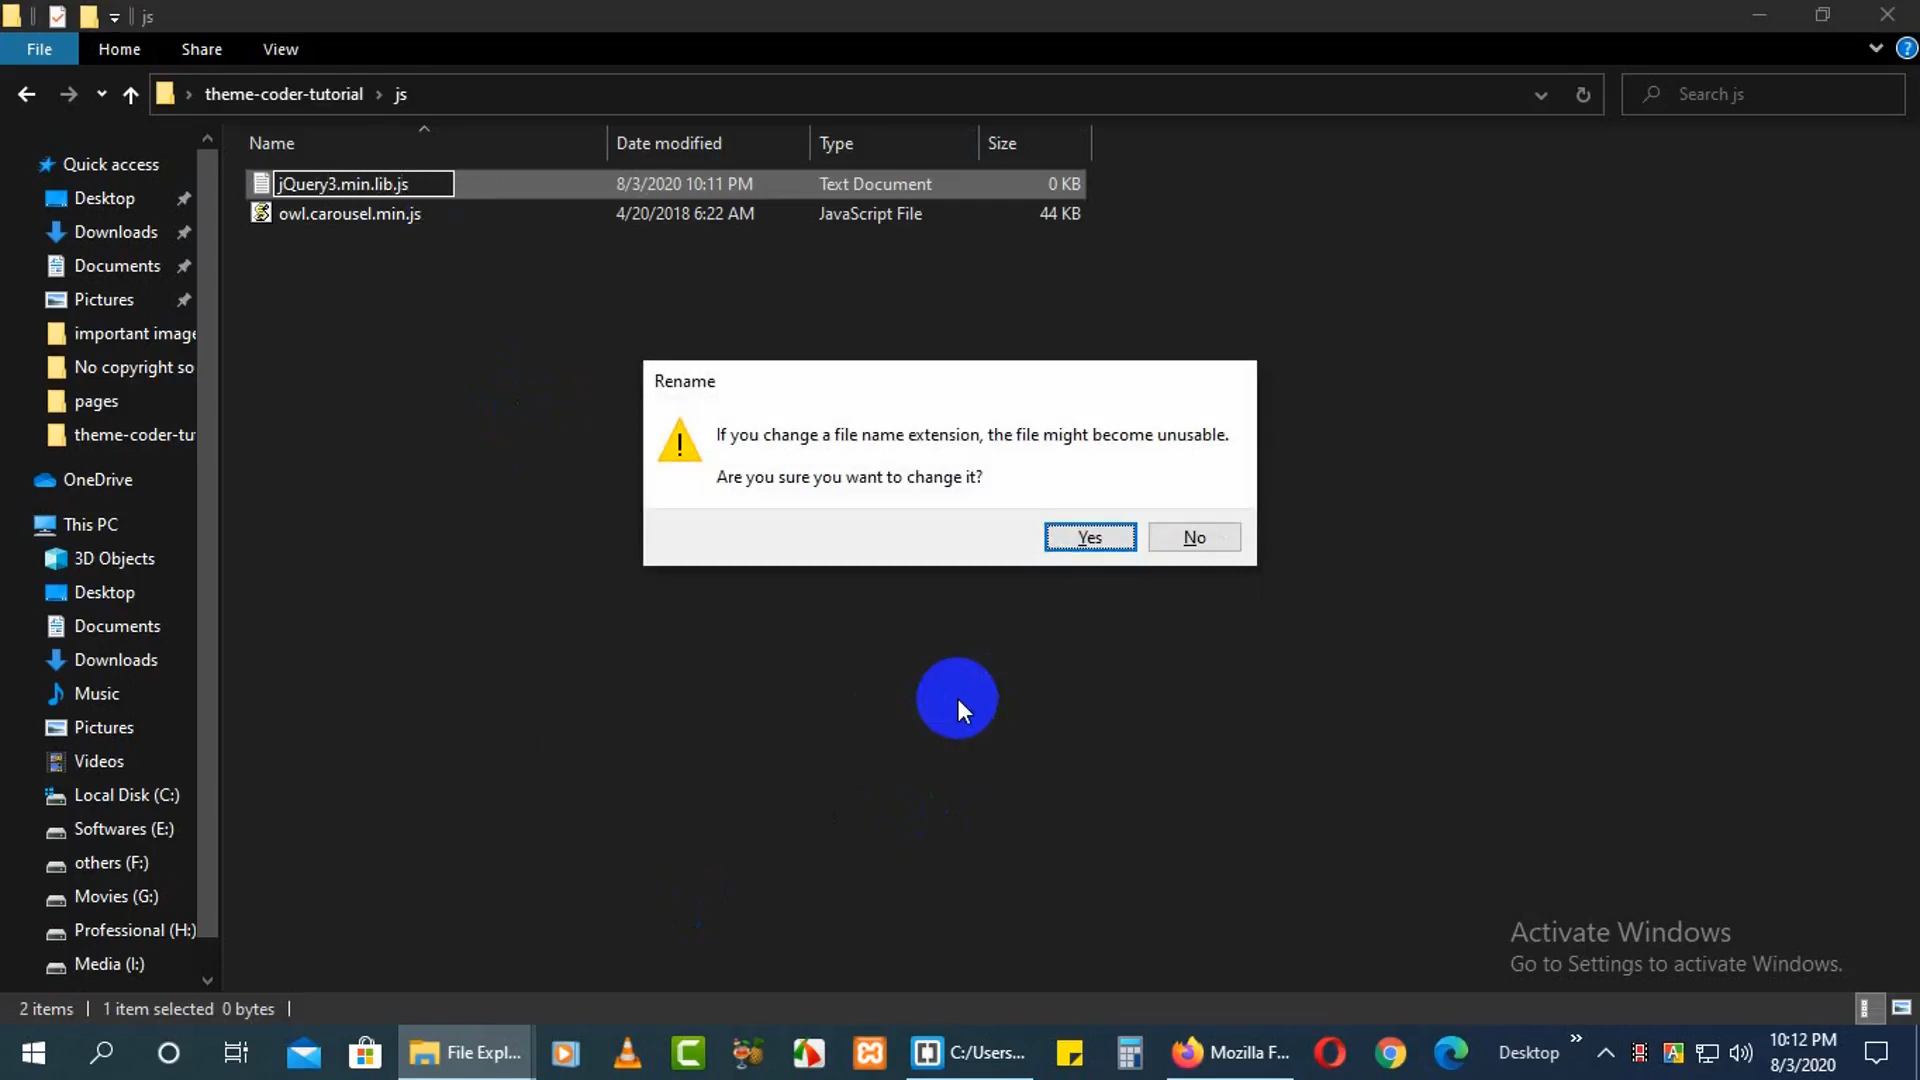 js
File
Home
Share
View
theme-coder-tutorial
js
Search js
Name
Date modified
Type
Size
jQuery3.min.lib.js
8/3/2020 10:11 PM
Text Document
0 KB
owl.carousel.min.js
4/20/2018 6:22 AM
JavaScript File
44 KB
Quick access
Desktop
Downloads
Documents
Pictures
important image
No copyright so
pages
theme-coder-tu
OneDrive
This PC
3D Objects
Desktop
Documents
Downloads
Music
Pictures
Videos
Local Disk (C:)
Softwares (E:)
others (F:)
Movies (G:)
Professional (H:)
Media (I:)
Rename
If you change a file name extension, the file might become unusable.
Are you sure you want to change it?
Yes
No
Activate Windows
Go to Settings to activate Windows.
2 items
1 item selected 0 bytes
File Expl...
C:/Users...
Mozilla F...
Desktop
10:12 PM
8/3/2020